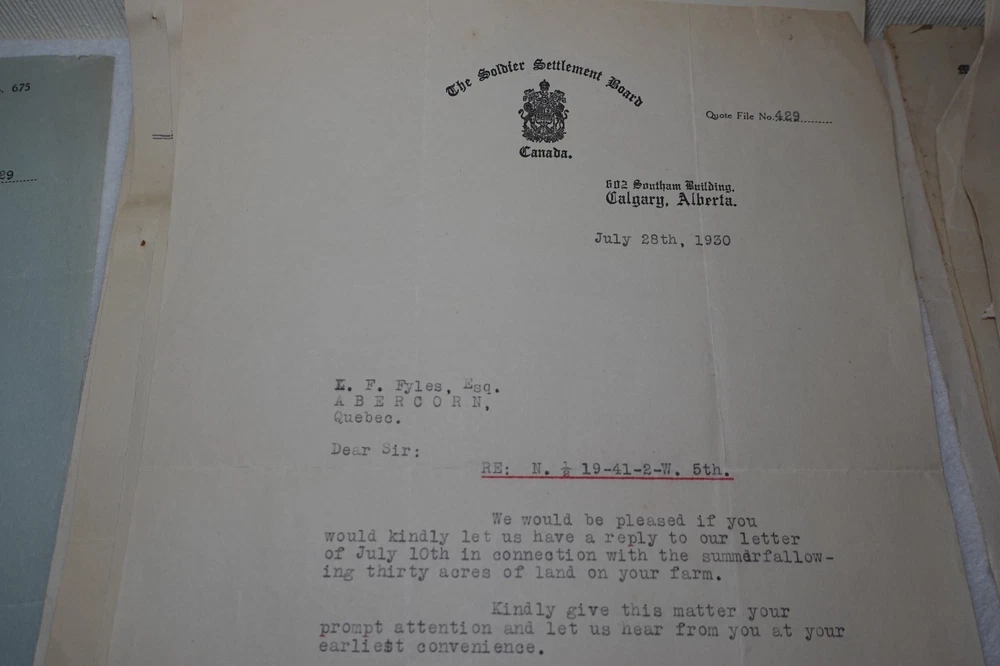 675
29
The Soldier Settlement Board
Canada.
Quote File No. 429
602 Southam Building,
Calgary, Alberta.
July 28th, 1930
L. F. Fyles, Esq.
A B E R C O R N,
Quebec.
Dear Sir:
RE: N. ½ 19-41-2-W. 5th.
We would be pleased if you
would kindly let us have a reply to our letter
of July 10th in connection with the summerfallow-
ing thirty acres of land on your farm.
Kindly give this matter your
prompt attention and let us hear from you at your
earliest convenience.